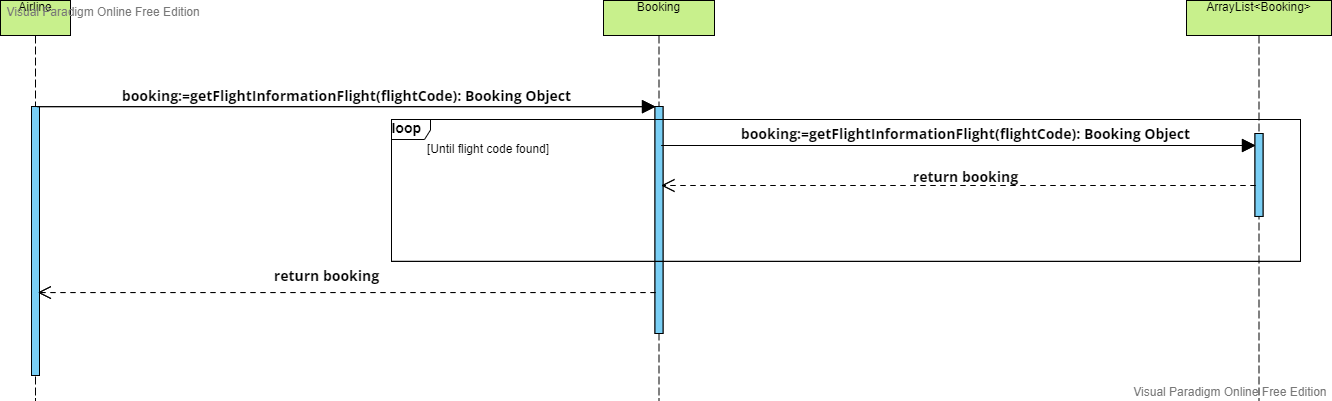 Airline
Booking
ArrayList<Booking>
Visual Paradigm Online Free Edition
booking:=getFlightInformationFlight(flightCode): Booking Object
loop
booking:=getFlightInformationFlight(flightCode): Booking Object
[Until flight code found]
return booking
return booking
Visual Paradigm Online Free Edition